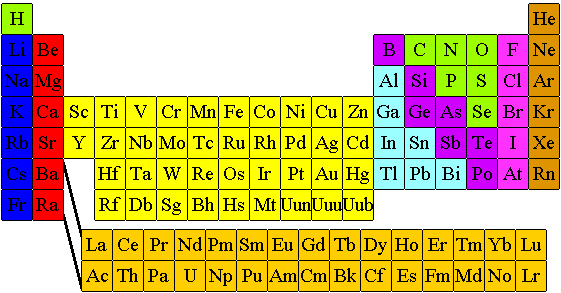 H He
Li Be B C N O F Ne
Na Mg Al Si P S Cl Ar
K Ca Sc Ti V Cr Mn Fe Co Ni Cu Zn Ga Ge As Se Br Kr
Rb Sr Y Zr Nb Mo Tc Ru Rh Pd Ag Cd In Sn Sb Te I Xe
Cs Ba Hf Ta W Re Os Ir Pt Au Hg Tl Pb Bi Po At Rn
Fr Ra Rf Db Sg Bh Hs Mt Uun Uuu Uub
La Ce Pr Nd Pm Sm Eu Gd Tb Dy Ho Er Tm Yb Lu
Ac Th Pa U Np Pu Am Cm Bk Cf Es Fm Md No Lr